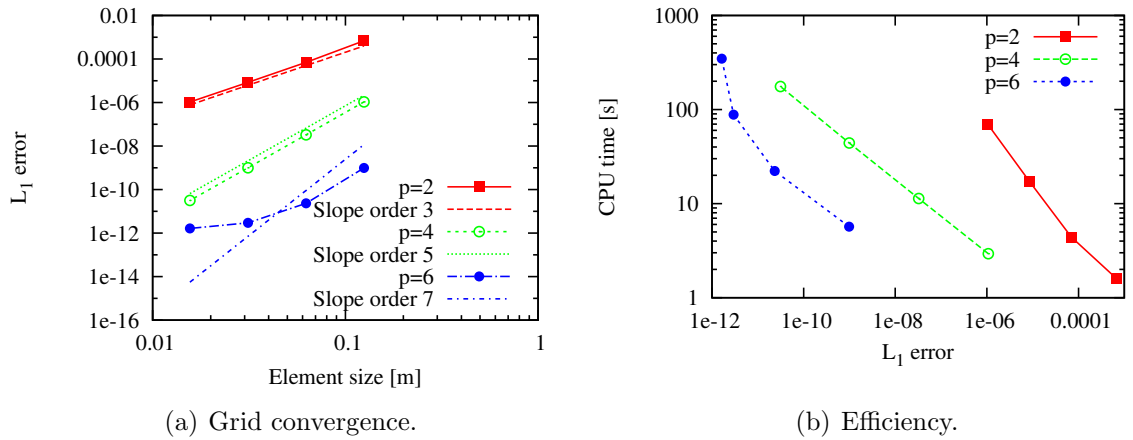 0.01
0.0001
1e-06
1e-08
1e-10
1e-12
1e-14
1e-16
L1 error
0.01
0.1
1
Element size [m]
p=2
Slope order 3
p=4
Slope order 5
p=6
Slope order 7
(a) Grid convergence.
1000
100
10
1
CPU time [s]
1e-12
1e-10
1e-08
1e-06
0.0001
L1 error
p=2
p=4
p=6
(b) Efficiency.